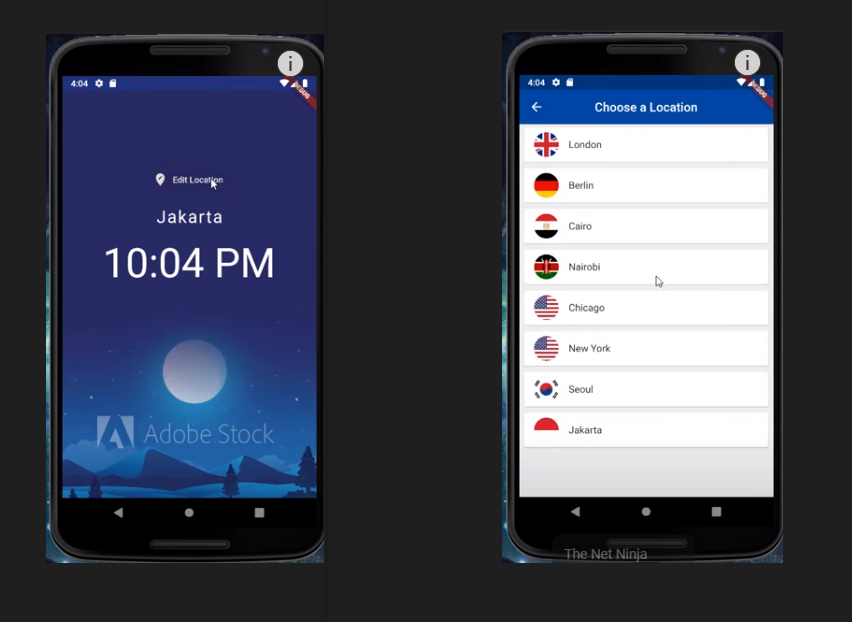 4:04
DEBUG
Edit Location
Jakarta
10:04 PM
Adobe Stock
4:04
DEBUG
Choose a Location
London
Berlin
Cairo
Nairobi
Chicago
New York
Seoul
Jakarta
The Net Ninja